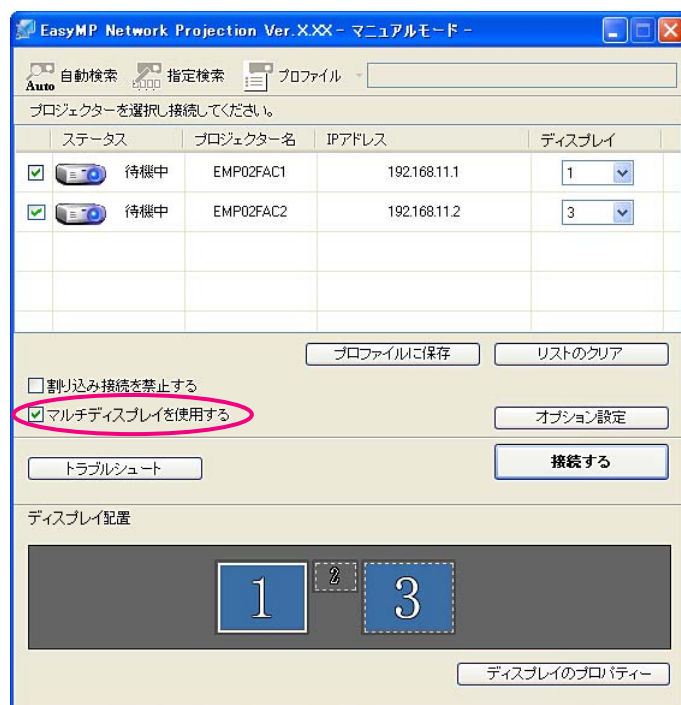 EasyMP Network Projection Ver.X.XX - マニュアルモード -
Auto 自動検索 指定検索 プロファイル
プロジェクターを選択し接続してください。
ステータス プロジェクター名 IPアドレス ディスプレイ
待機中 EMP02FAC1 192.168.11.1 1
待機中 EMP02FAC2 192.168.11.2 3
プロファイルに保存 リストのクリア
割り込み接続を禁止する
マルチディスプレイを使用する オプション設定
トラブルシュート 接続する
ディスプレイ配置
1 2 3
ディスプレイのプロパティー